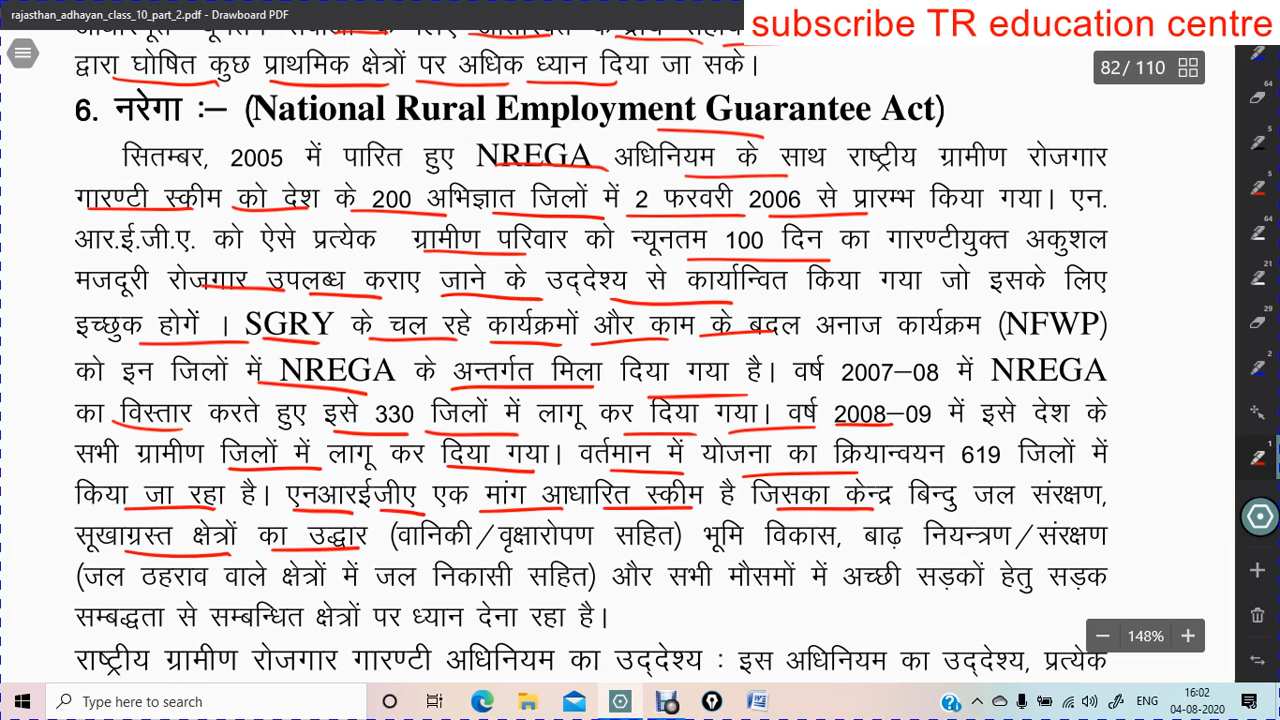 rajasthan_adhayan_class_10_part_2.pdf - Drawboard PDF
subscribe TR education centre
द्वारा घोषित कुछ प्राथमिक क्षेत्रों पर अधिक ध्यान दिया जा सके।
82 / 110
6. नरेगा :– (National Rural Employment Guarantee Act)
सितम्बर, 2005 में पारित हुए NREGA अधिनियम के साथ राष्ट्रीय ग्रामीण रोजगार
गारण्टी स्कीम को देश के 200 अभिज्ञात जिलों में 2 फरवरी 2006 से प्रारम्भ किया गया। एन.
आर.ई.जी.ए. को ऐसे प्रत्येक ग्रामीण परिवार को न्यूनतम 100 दिन का गारण्टीयुक्त अकुशल
मजदूरी रोजगार उपलब्ध कराए जाने के उद्देश्य से कार्यान्वित किया गया जो इसके लिए
इच्छुक होगें । SGRY के चल रहे कार्यक्रमों और काम के बदल अनाज कार्यक्रम (NFWP)
को इन जिलों में NREGA के अन्तर्गत मिला दिया गया है। वर्ष 2007–08 में NREGA
का विस्तार करते हुए इसे 330 जिलों में लागू कर दिया गया। वर्ष 2008–09 में इसे देश के
सभी ग्रामीण जिलों में लागू कर दिया गया। वर्तमान में योजना का क्रियान्वयन 619 जिलों में
किया जा रहा है। एनआरईजीए एक मांग आधारित स्कीम है जिसका केन्द्र बिन्दु जल संरक्षण,
सूखाग्रस्त क्षेत्रों का उद्धार (वानिकी/वृक्षारोपण सहित) भूमि विकास, बाढ़ नियन्त्रण/संरक्षण
(जल ठहराव वाले क्षेत्रों में जल निकासी सहित) और सभी मौसमों में अच्छी सड़कों हेतु सड़क
सम्बद्धता से सम्बन्धित क्षेत्रों पर ध्यान देना रहा है।
148%
राष्ट्रीय ग्रामीण रोजगार गारण्टी अधिनियम का उद्देश्य : इस अधिनियम का उद्देश्य, प्रत्येक
Type here to search
ENG
16:02
04-08-2020